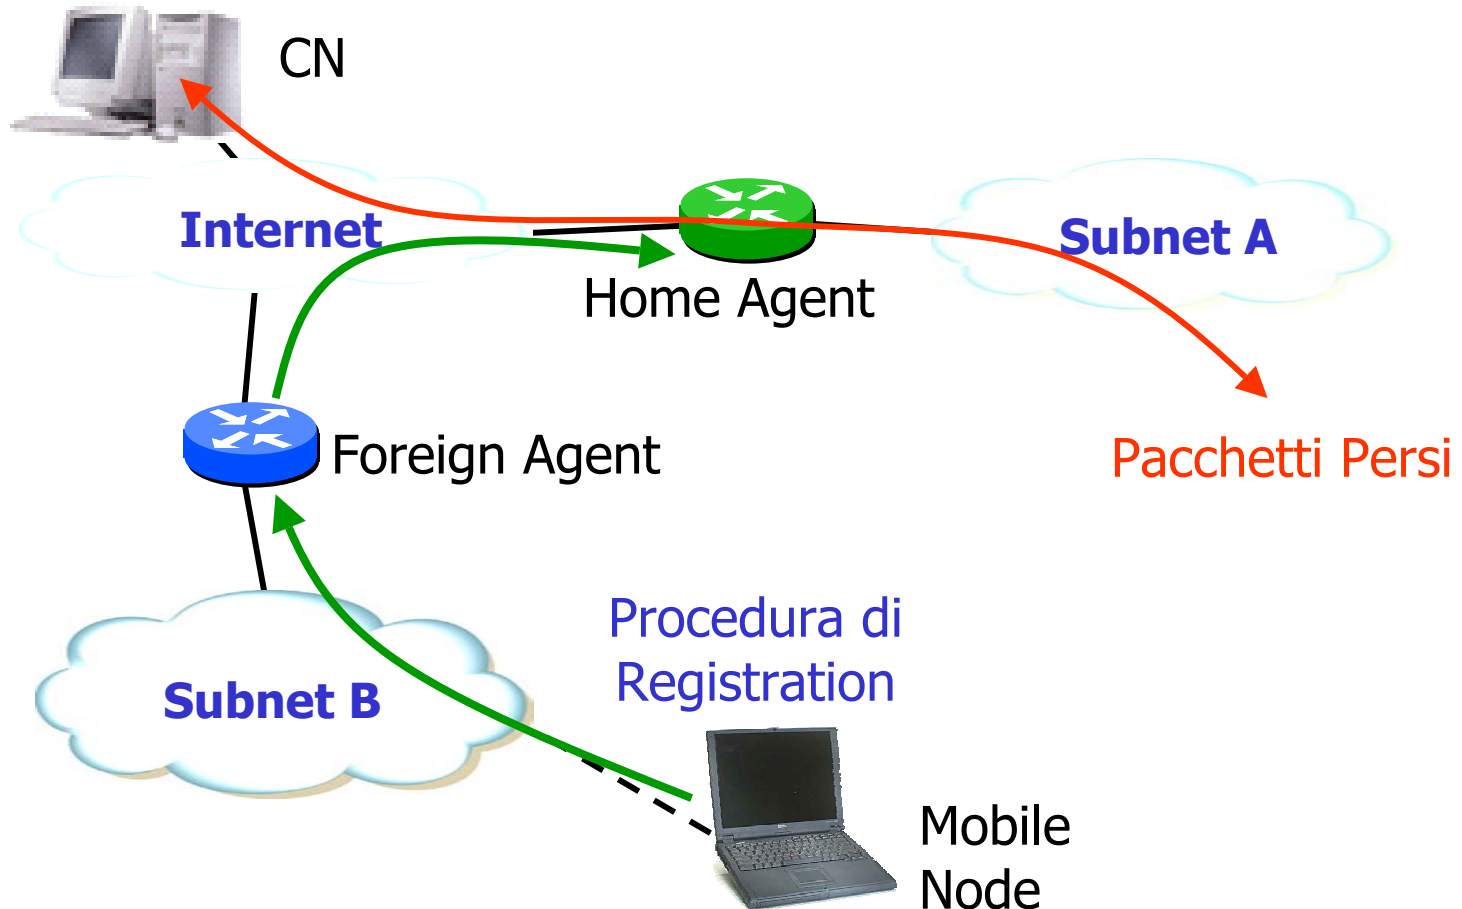 CN
Internet
Subnet A
Home Agent
Foreign Agent
Pacchetti Persi
Procedura di
Registration
Subnet B
Mobile
Node